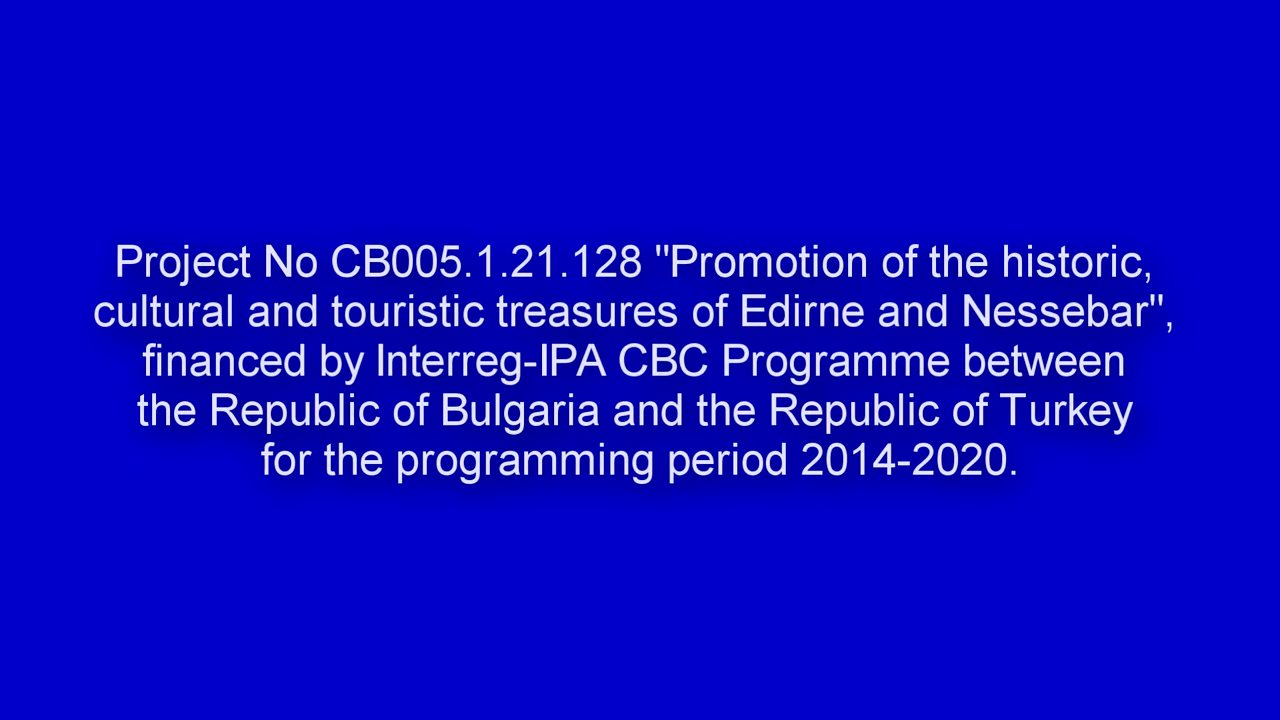 Project No CB005.1.21.128 "Promotion of the historic,
cultural and touristic treasures of Edirne and Nessebar",
financed by Interreg-IPA CBC Programme between
the Republic of Bulgaria and the Republic of Turkey
for the programming period 2014-2020.